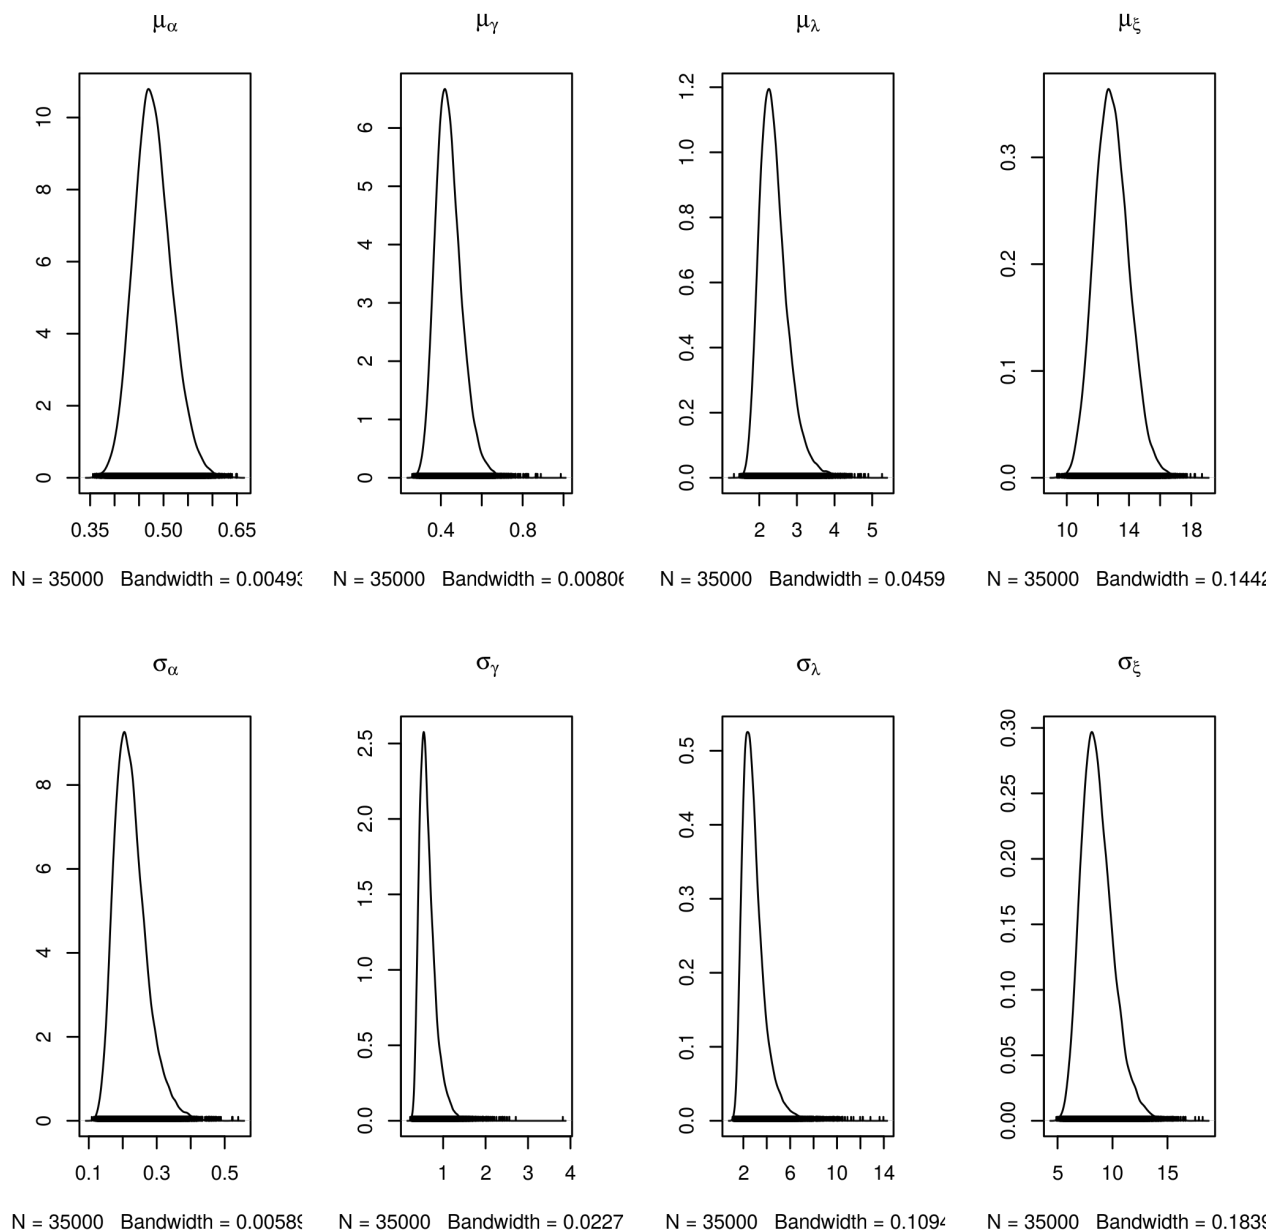 μα μγ μλ μξ
0 2 4 6 8 10
0 1 2 3 4 5 6
0.0 0.2 0.4 0.6 0.8 1.0 1.2
0.0 0.1 0.2 0.3
0.35 0.50 0.65
0.4 0.8
2 3 4 5
10 14 18
N = 35000 Bandwidth = 0.00493
N = 35000 Bandwidth = 0.00806
N = 35000 Bandwidth = 0.0459
N = 35000 Bandwidth = 0.1442
σα σγ σλ σξ
0 2 4 6 8
0.0 0.5 1.0 1.5 2.0 2.5
0.0 0.1 0.2 0.3 0.4 0.5
0.00 0.05 0.10 0.15 0.20 0.25 0.30
0.1 0.3 0.5
1 2 3 4
2 6 10 14
5 10 15
N = 35000 Bandwidth = 0.00589
N = 35000 Bandwidth = 0.0227
N = 35000 Bandwidth = 0.1094
N = 35000 Bandwidth = 0.1839